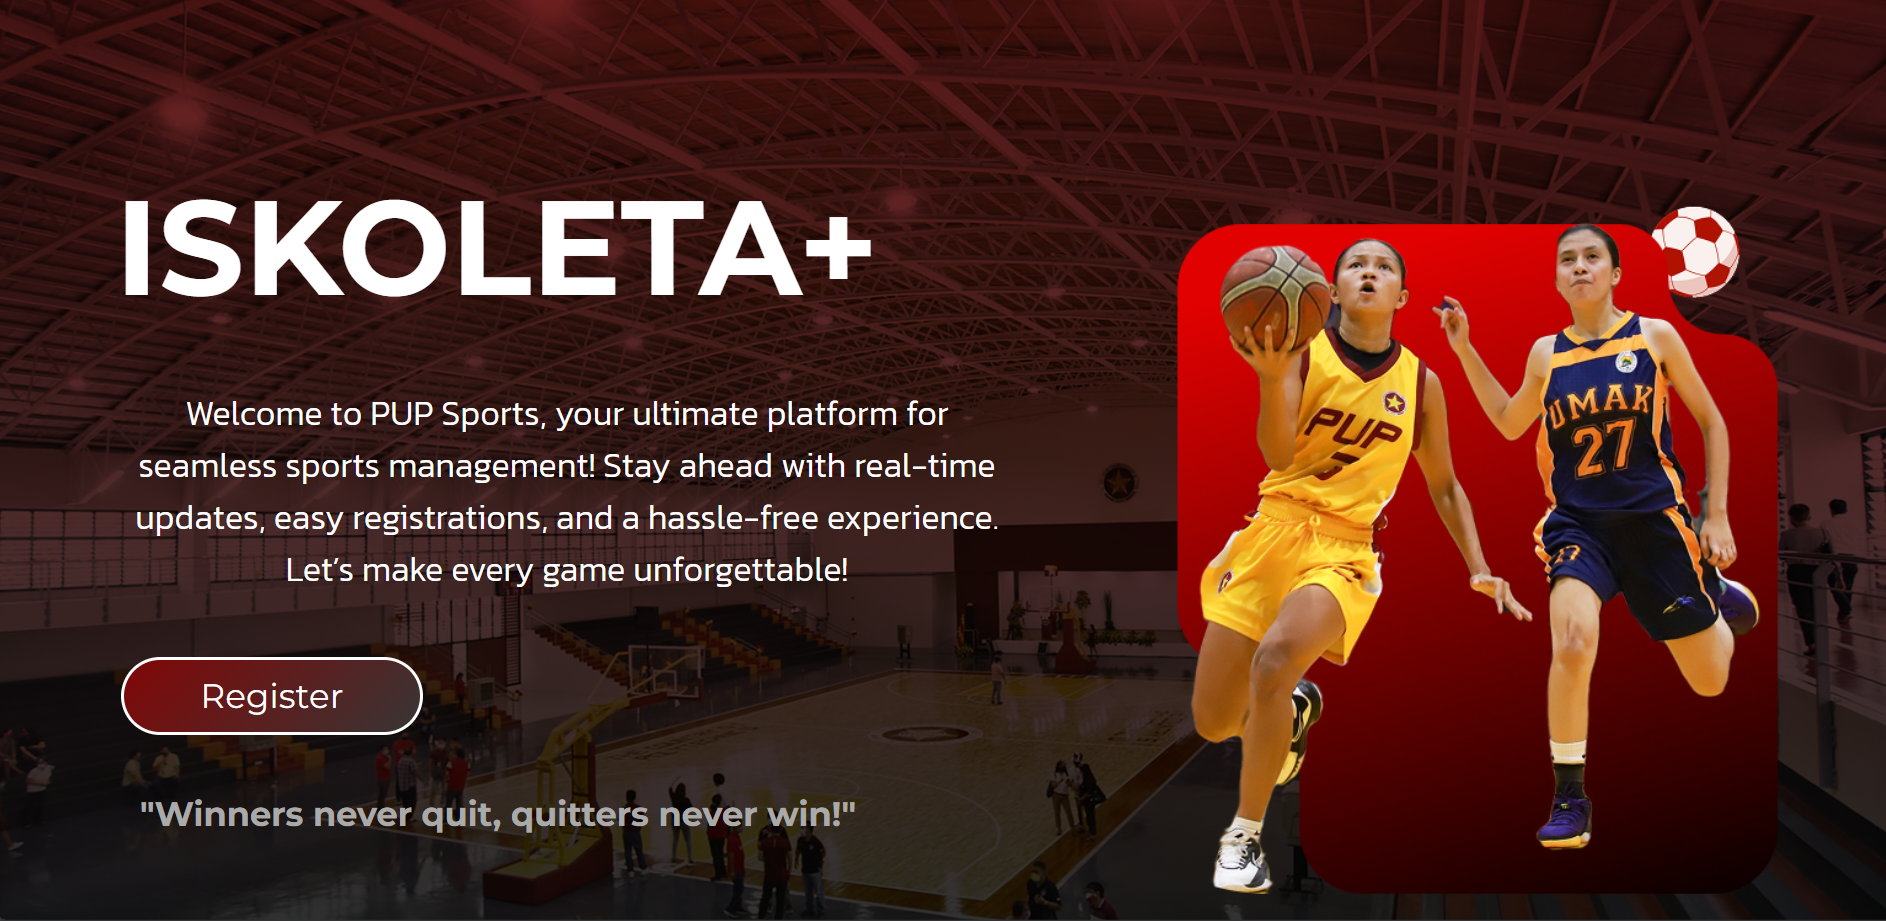 ISKOLETA+
Welcome to PUP Sports, your ultimate platform for
seamless sports management! Stay ahead with real-time
updates, easy registrations, and a hassle-free experience.
Let's make every game unforgettable!
Register
"Winners never quit, quitters never win!"
PUP
UMAK
27
27